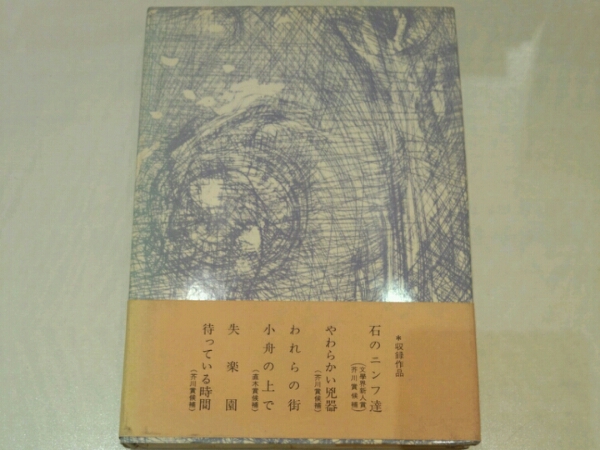 ＊収録作品
石のニンフ達
（文學界新人賞）
（芥川賞候補）
やわらかい兇器
（芥川賞候補）
われらの街
小舟の上で
（直木賞候補）
失楽園
待っている時間
（芥川賞候補）